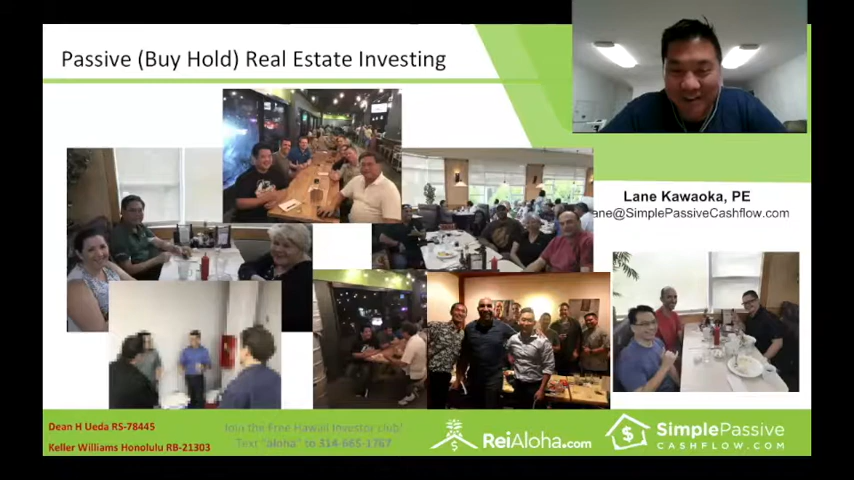 Passive (Buy Hold) Real Estate Investing
Lane Kawaoka, PE
ane@SimplePassiveCashflow.com
Dean H Ueda RS-78445
Keller Williams Honolulu RB-21303
Join the Free Hawaii Investor club!
Text "aloha" to 314-665-1767
ReiAloha.com
SimplePassive
CASHFLOW.COM